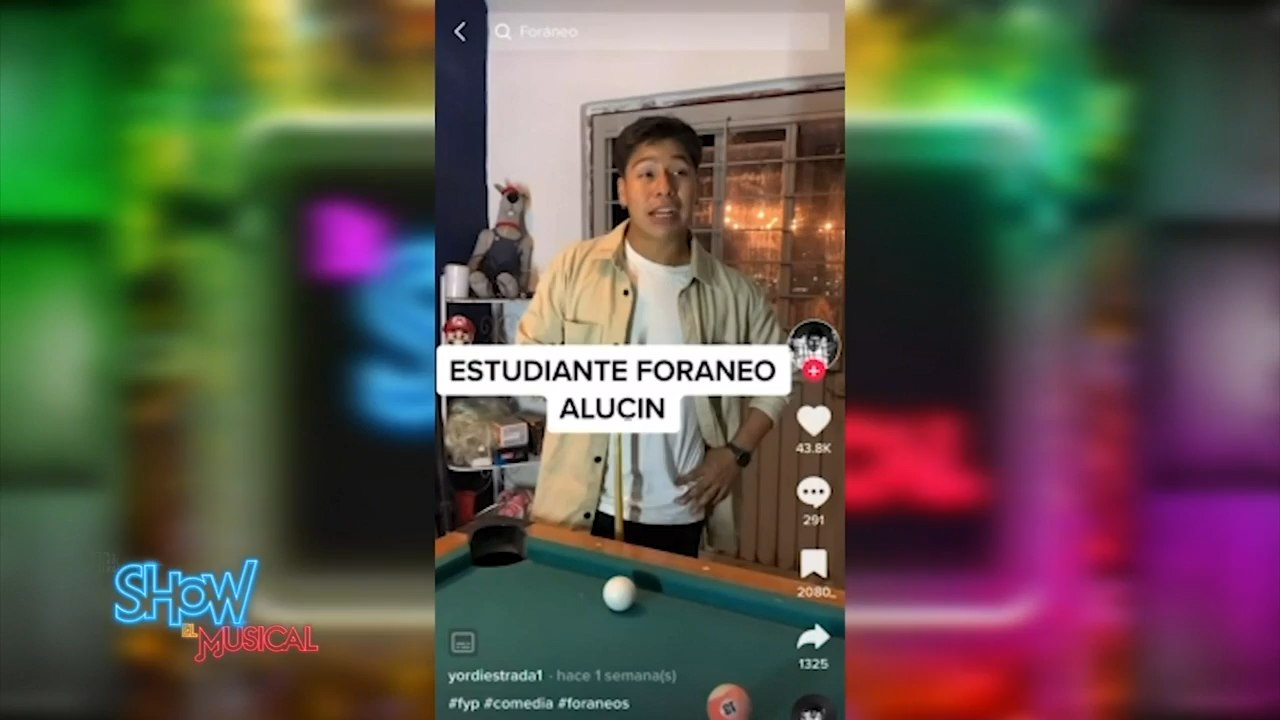 Foráneo
ESTUDIANTE FORANEO
ALUCIN
43.8K
291
2080
1325
yordiestrada1 · hace 1 semana(s)
#fyp #comedia #foraneos
SHOW
EL MUSICAL